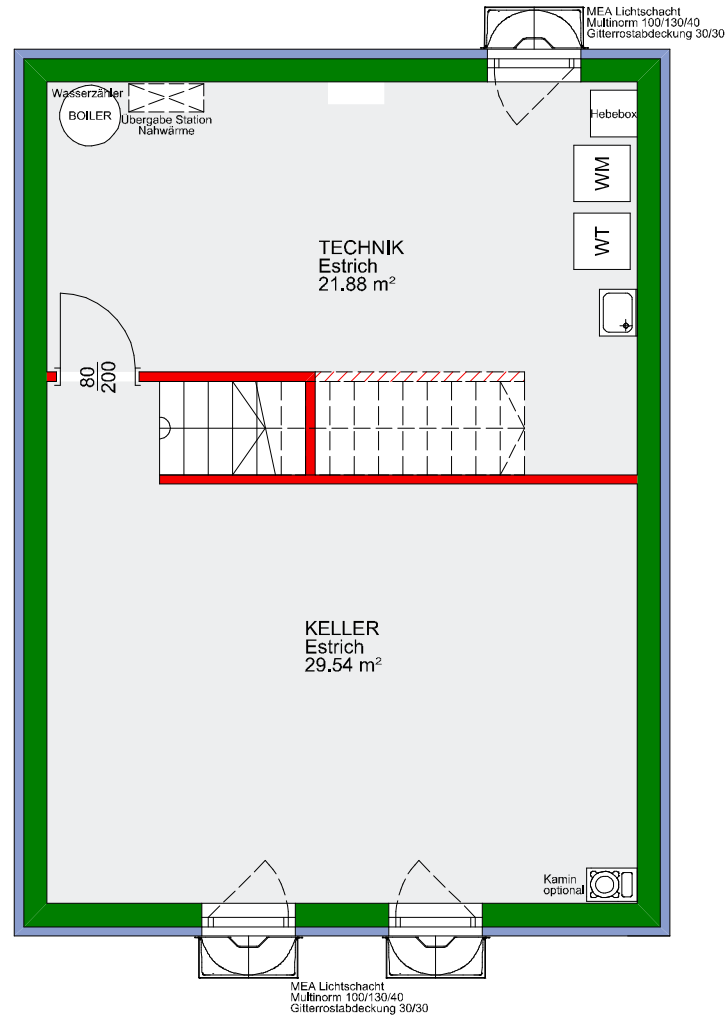 MEA Lichtschacht
Multinorm 100/130/40
Gitterrostabdeckung 30/30
Wasserzähler
BOILER
Übergabe Station
Nahwärme
Hebebox
WM
WT
TECHNIK
Estrich
21.88 m²
80
200
KELLER
Estrich
29.54 m²
Kamin
optional
MEA Lichtschacht
Multinorm 100/130/40
Gitterrostabdeckung 30/30